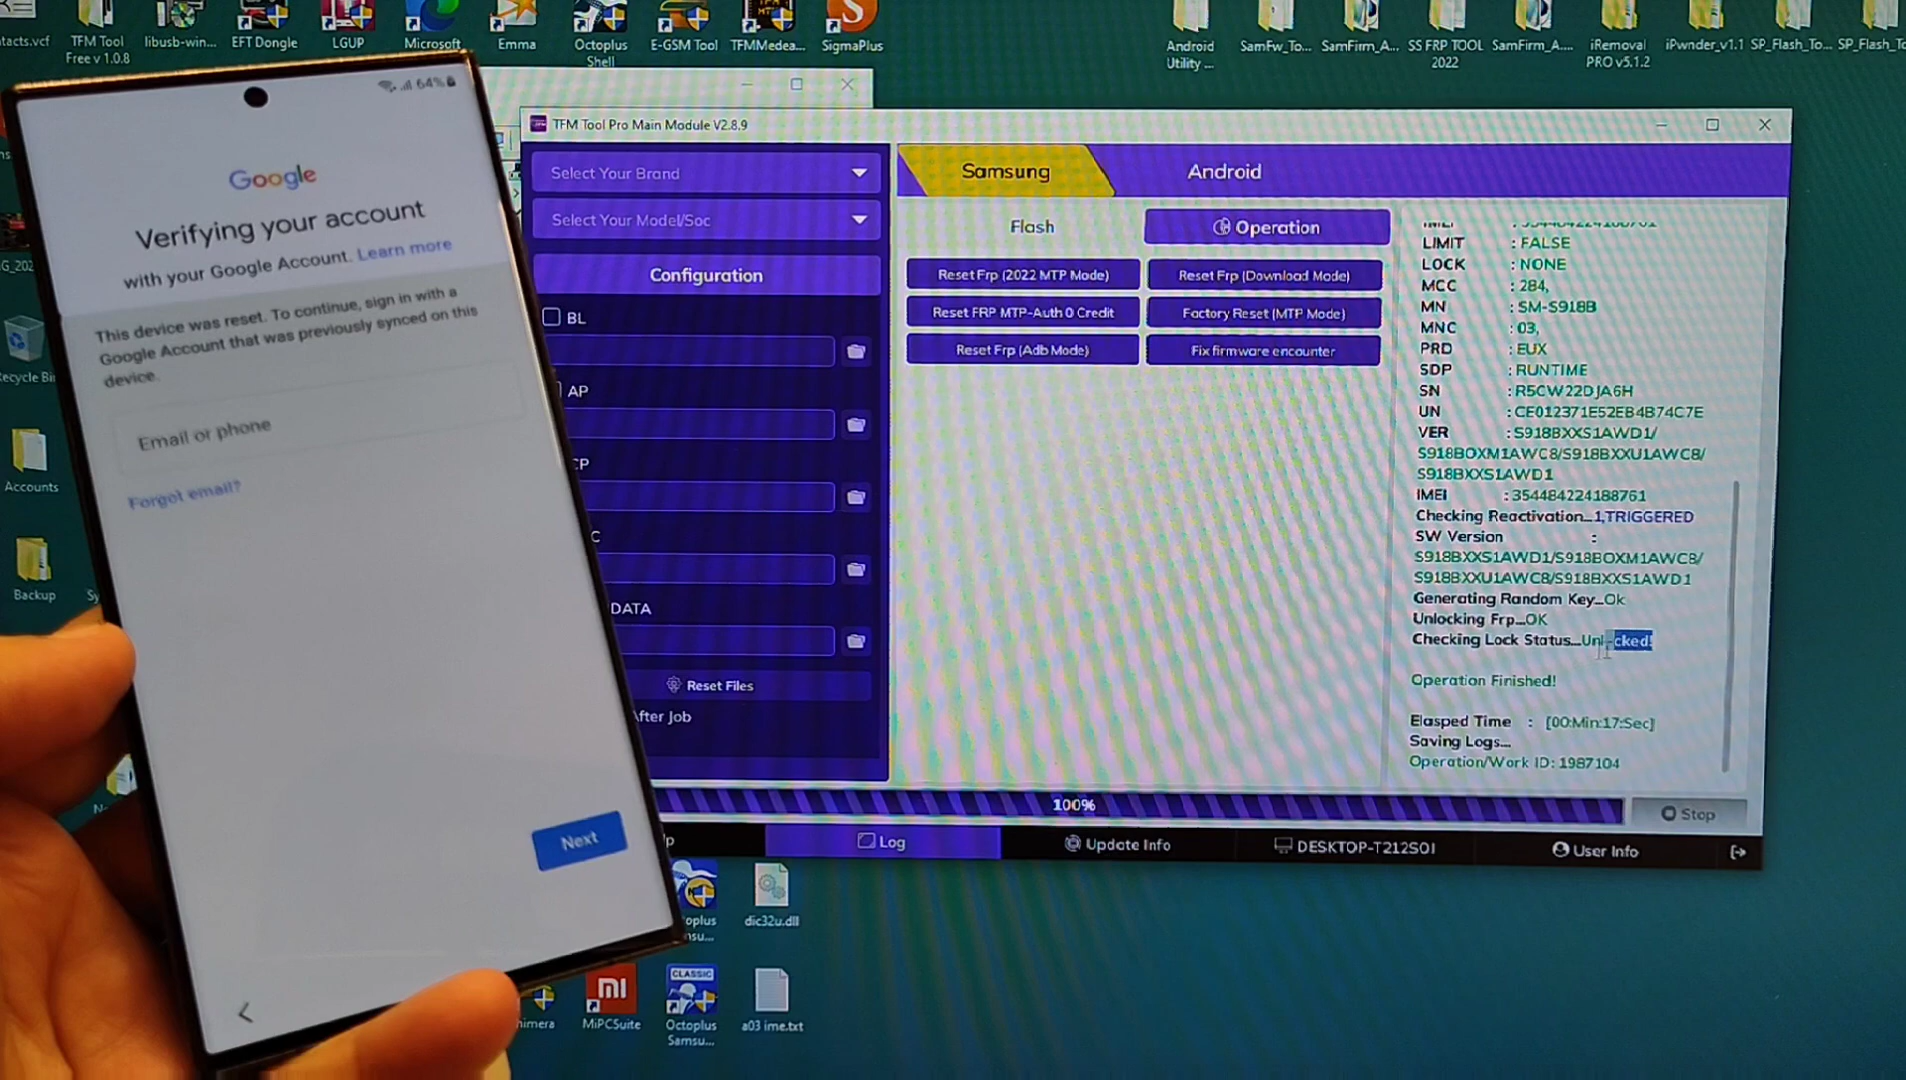 TFM Tool
Free v 1.0.8
libusb-win...
EFT Dongle
LGUP
Microsoft
Emma
Octoplus
Shell
E-GSM Tool
TFMMedea...
SigmaPlus
Android
Utility ...
SamFw_To...
SamFirm_A...
SS FRP TOOL
2022
SamFirm_A...
iRemoval
PRO v5.1.2
iPwnder_v1.1
SP_Flash_To...
Accounts
Backup
64%
Google
Verifying your account
with your Google Account. Learn more
This device was reset. To continue, sign in with a
Google Account that was previously synced on this
device.
Email or phone
Forgot email?
Next
TFM Tool Pro Main Module V2.8.9
Select Your Brand
Select Your Model/Soc
Configuration
BL
AP
CP
C
DATA
Reset Files
After Job
Samsung
Android
Flash
Operation
Reset Frp (2022 MTP Mode)
Reset Frp (Download Mode)
Reset FRP MTP-Auth 0 Credit
Factory Reset (MTP Mode)
Reset Frp (Adb Mode)
Fix firmware encounter
LIMIT : FALSE
LOCK : NONE
MCC : 284,
MN : SM-S918B
MNC : 03,
PRD : EUX
SDP : RUNTIME
SN : R5CW22DJA6H
UN : CE012371E52EB4B74C7E
VER : S918BXXS1AWD1/
S918BOXM1AWC8/S918BXXU1AWC8/
S918BXXS1AWD1
IMEI : 354484224188761
Checking Reactivation...1,TRIGGERED
SW Version :
S918BXXS1AWD1/S918BOXM1AWC8/
S918BXXU1AWC8/S918BXXS1AWD1
Generating Random Key...Ok
Unlocking Frp...OK
Checking Lock Status...Unlocked!
Operation Finished!
Elasped Time : [00:Min:17:Sec]
Saving Logs...
Operation/Work ID: 1987104
100%
Stop
Log
Update Info
DESKTOP-T212SOI
User Info
dic32u.dll
MiPCSuite
CLASSIC
Octoplus
Samsu...
a03 ime.txt